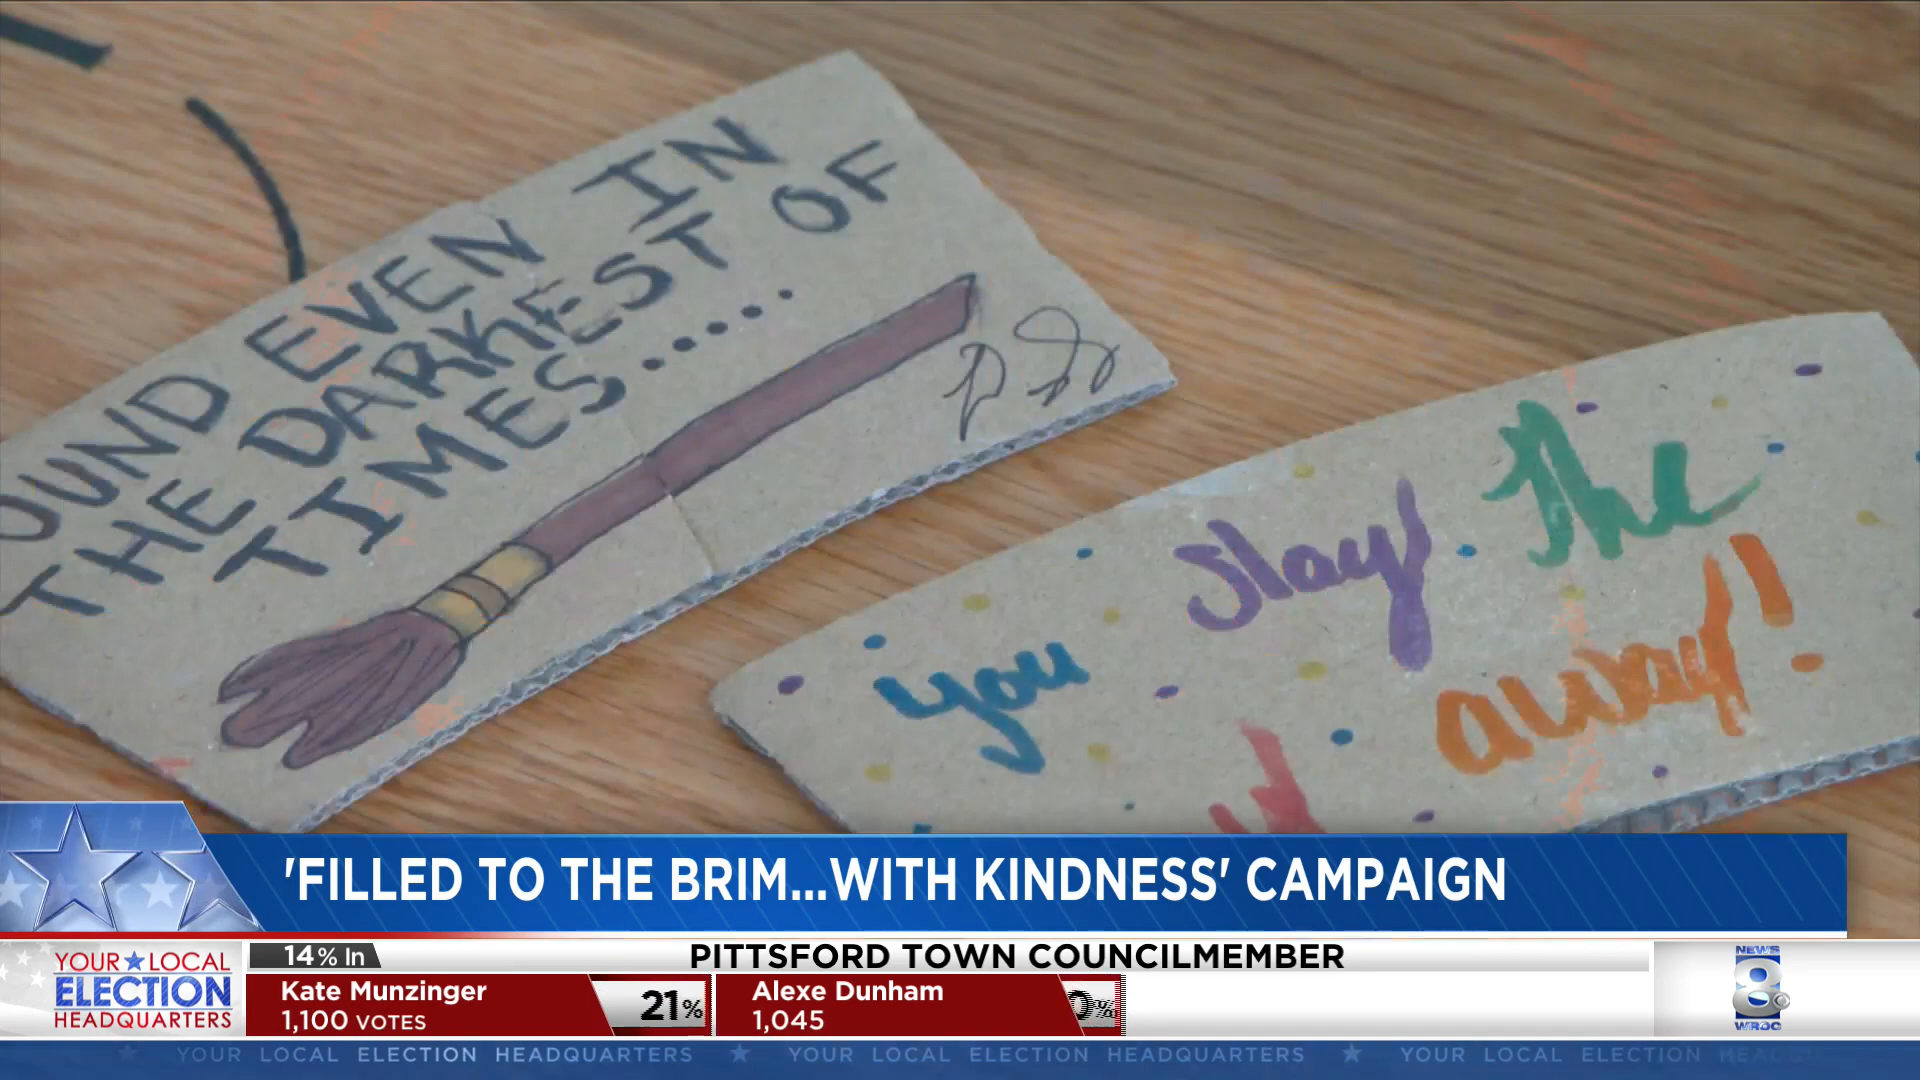 OUND EVEN IN
THE DARKEST OF
TIMES......
you slay the
away!
'FILLED TO THE BRIM...WITH KINDNESS' CAMPAIGN
YOUR LOCAL
ELECTION
HEADQUARTERS
14% In
PITTSFORD TOWN COUNCILMEMBER
Kate Munzinger
1,100 VOTES
21%
Alexe Dunham
1,045
0%
NEWS
8
WROC
YOUR LOCAL ELECTION HEADQUARTERS YOUR LOCAL ELECTION HEADQUARTERS YOUR LOCAL ELECTION